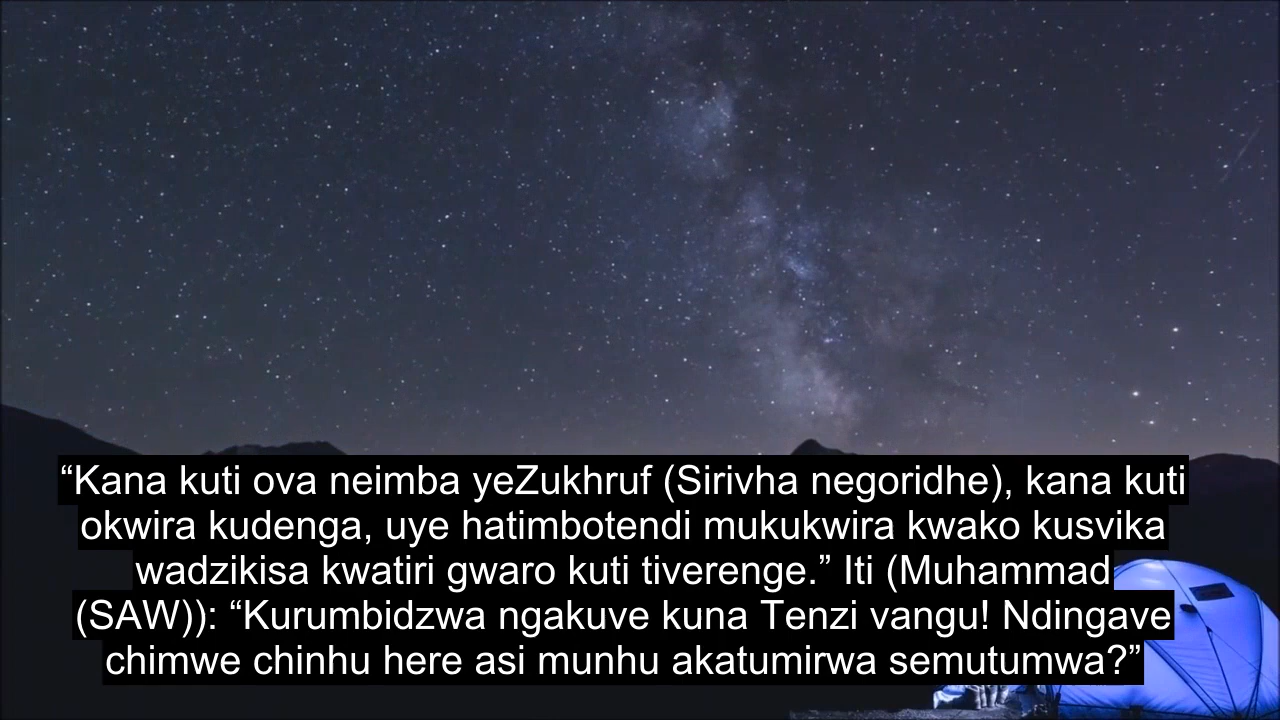 “Kana kuti ova neimba yeZukhruf (Sirivha negoridhe), kana kuti
okwira kudenga, uye hatimbotendi mukukwira kwako kusvika
wadzikisa kwatiri gwaro kuti tiverenge.” Iti (Muhammad
(SAW)): “Kurumbidzwa ngakuve kuna Tenzi vangu! Ndingave
chimwe chinhu here asi munhu akatumirwa semutumwa?”